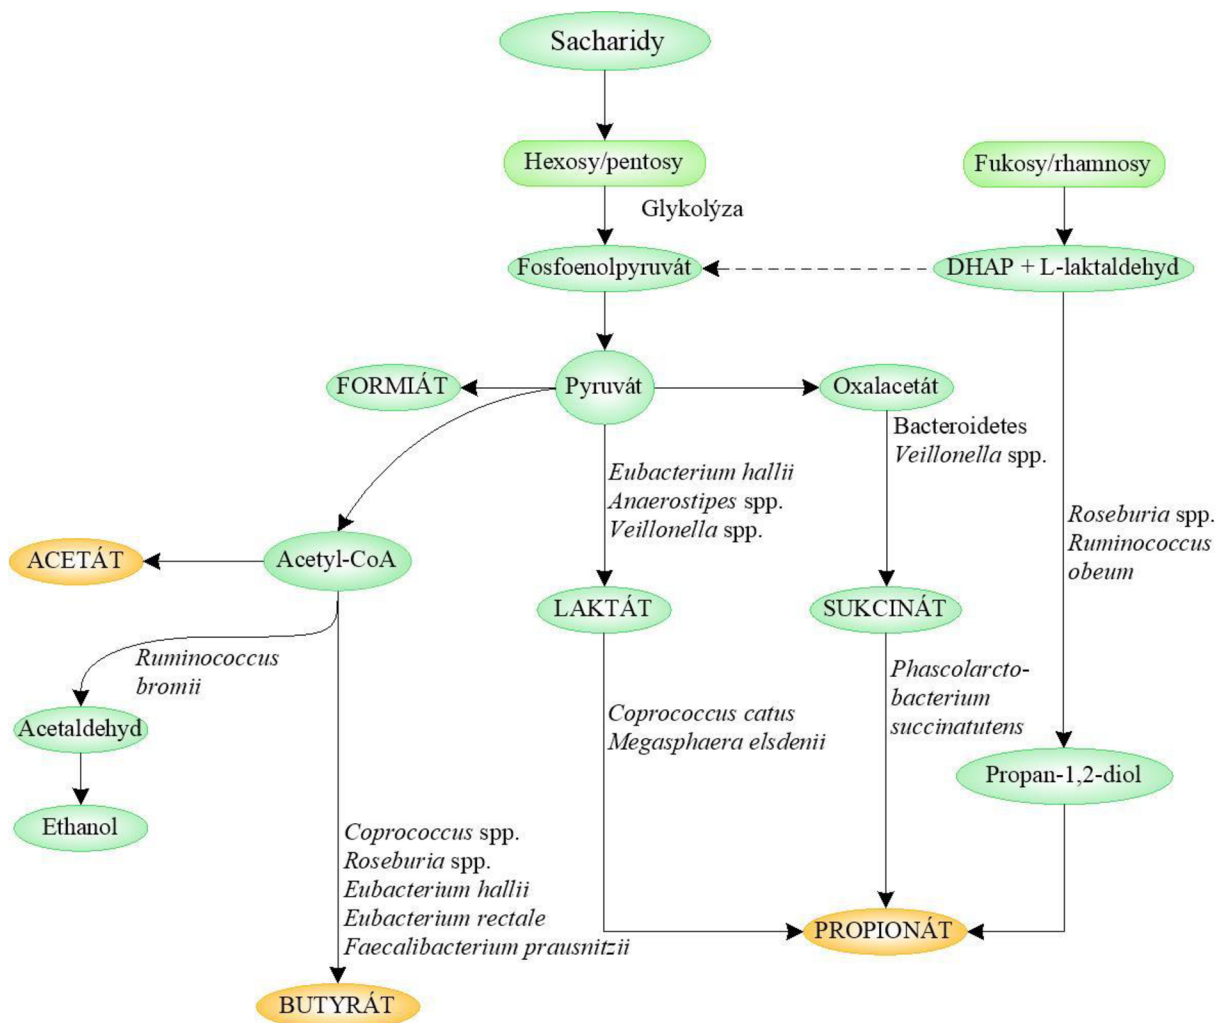 Sacharidy
Hexosy/pentosy
Fukosy/rhamnosy
Glykolýza
Fosfoenolpyruvát
DHAP + L-laktaldehyd
FORMIÁT
Pyruvát
Oxalacetát
Bacteroidetes
Veillonella spp.
Eubacterium hallii
Anaerostipes spp.
Veillonella spp.
Roseburia spp.
Ruminococcus
obeum
ACETÁT
Acetyl-CoA
LAKTÁT
SUKCINÁT
Ruminococcus
bromii
Phascolarcto-
bacterium
succinatutens
Acetaldehyd
Coprococcus catus
Megasphaera elsdenii
Propan-1,2-diol
Ethanol
Coprococcus spp.
Roseburia spp.
Eubacterium hallii
Eubacterium rectale
Faecalibacterium prausnitzii
PROPIONÁT
BUTYRÁT